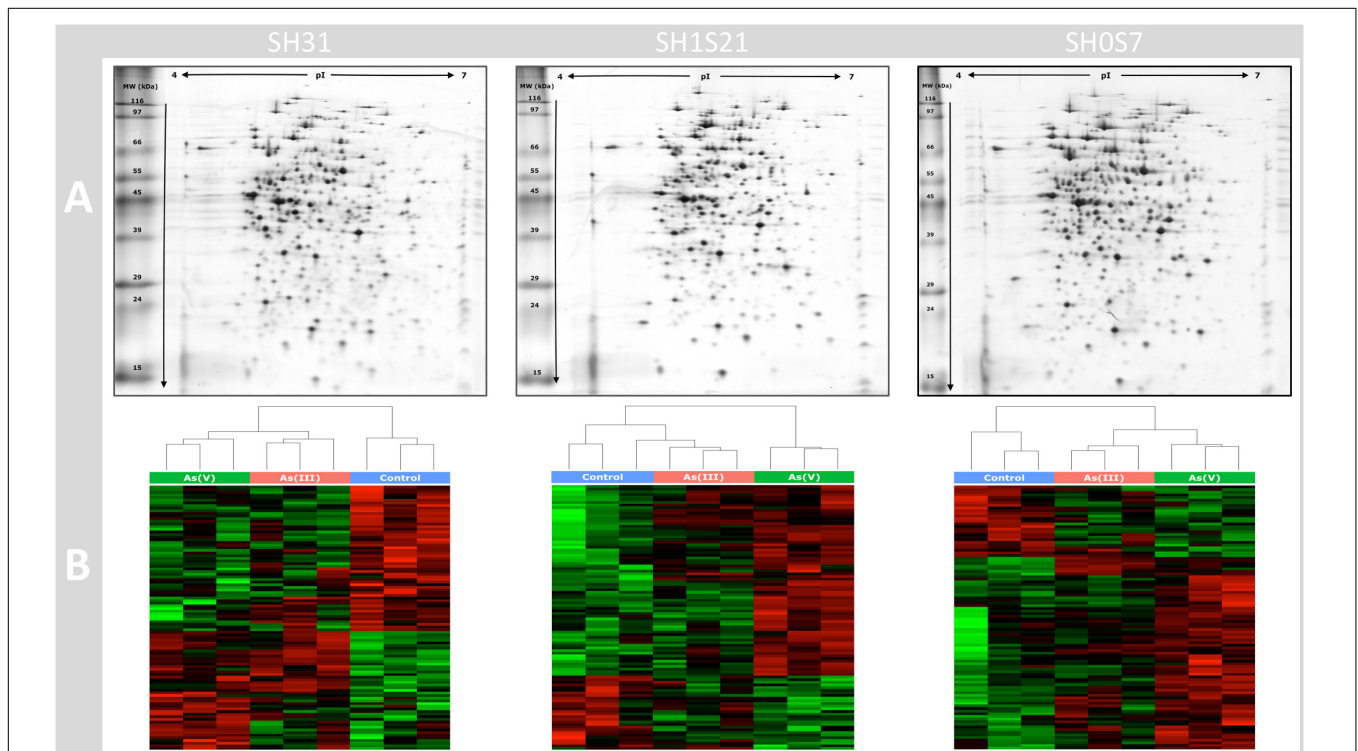 SH31 SH1S21 SH0S7
A
4 pI 7
MW (kDa)
116
97
66
55
45
39
29
24
15
4 pI 7
MW (kDa)
116
97
66
55
45
39
29
24
15
4 pI 7
MW (kDa)
116
97
66
55
45
39
29
24
15
B
As(V) As(III) Control
Control As(III) As(V)
Control As(III) As(V)